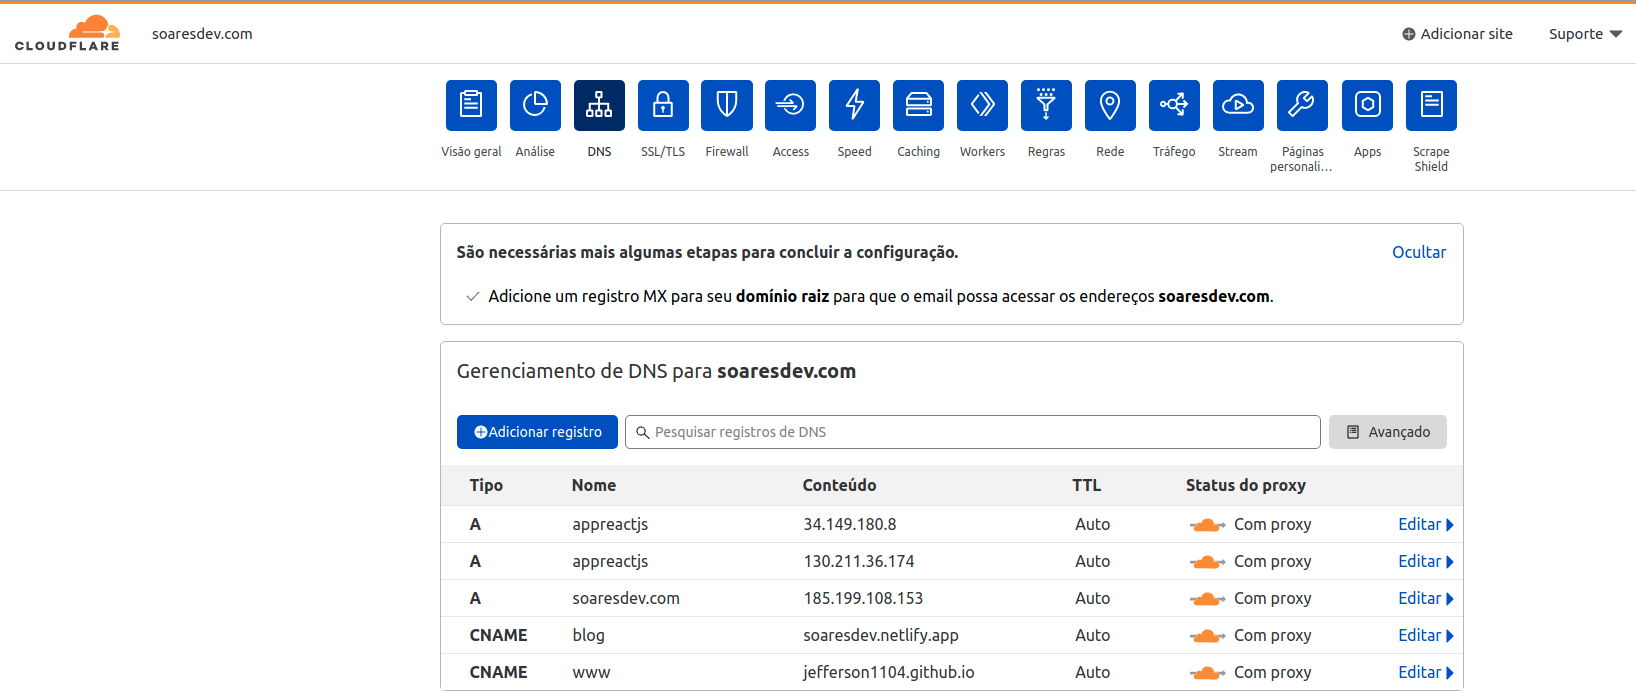 CLOUDFLARE
soaresdev.com
Adicionar site
Suporte
Visão geral
Análise
DNS
SSL/TLS
Firewall
Access
Speed
Caching
Workers
Regras
Rede
Tráfego
Stream
Páginas personali...
Apps
Scrape Shield
São necessárias mais algumas etapas para concluir a configuração.
Ocultar
Adicione um registro MX para seu domínio raiz para que o email possa acessar os endereços soaresdev.com.
Gerenciamento de DNS para soaresdev.com
Adicionar registro
Pesquisar registros de DNS
Avançado
Tipo Nome Conteúdo TTL Status do proxy
A appreactjs 34.149.180.8 Auto Com proxy Editar
A appreactjs 130.211.36.174 Auto Com proxy Editar
A soaresdev.com 185.199.108.153 Auto Com proxy Editar
CNAME blog soaresdev.netlify.app Auto Com proxy Editar
CNAME www jefferson1104.github.io Auto Com proxy Editar